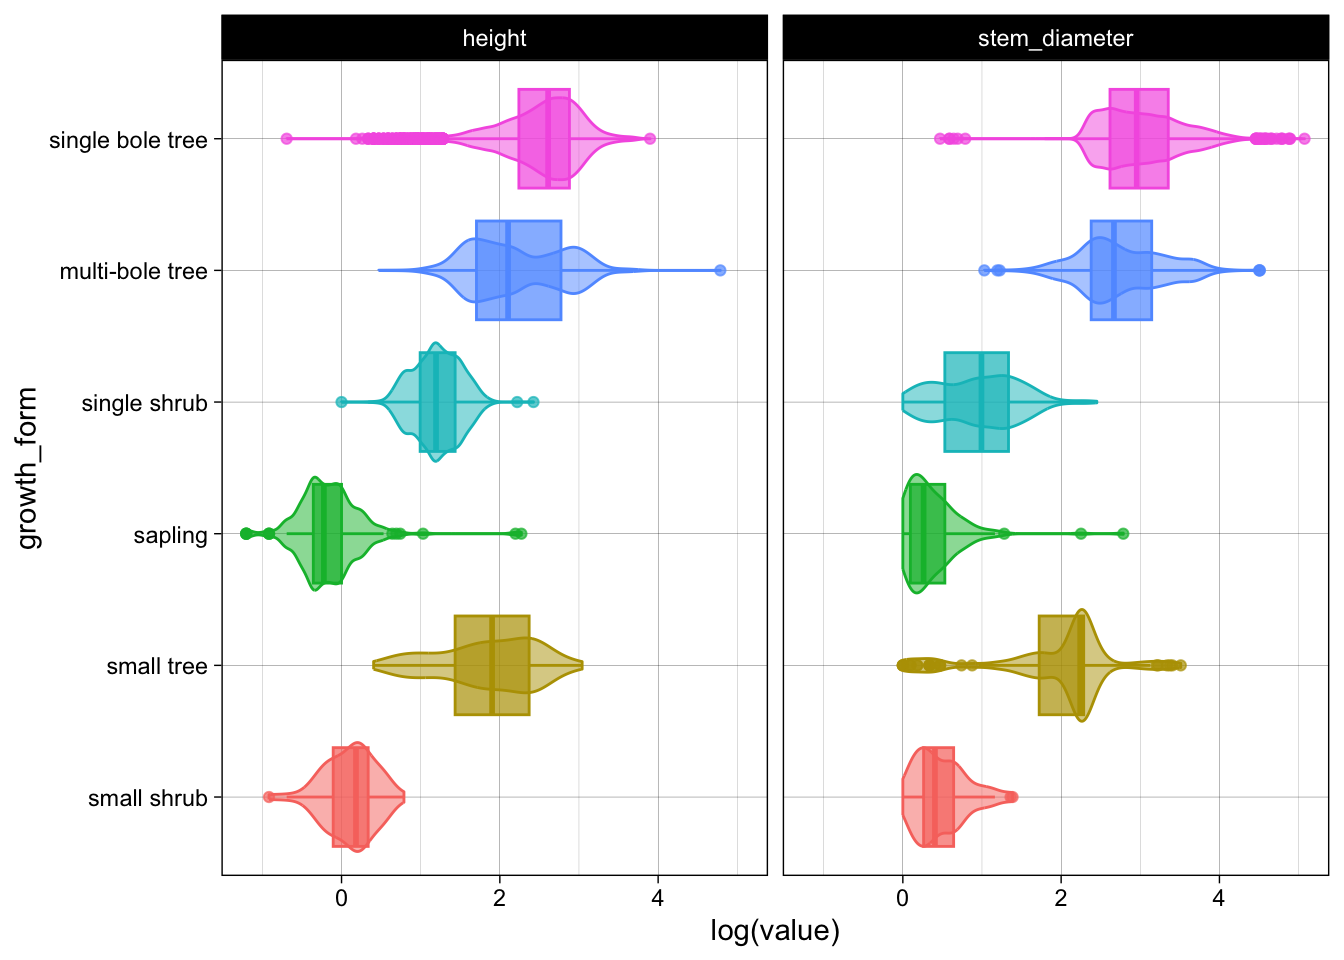 height
stem_diameter
single bole tree
multi-bole tree
single shrub
sapling
small tree
small shrub
growth_form
0 2 4
0 2 4
log(value)